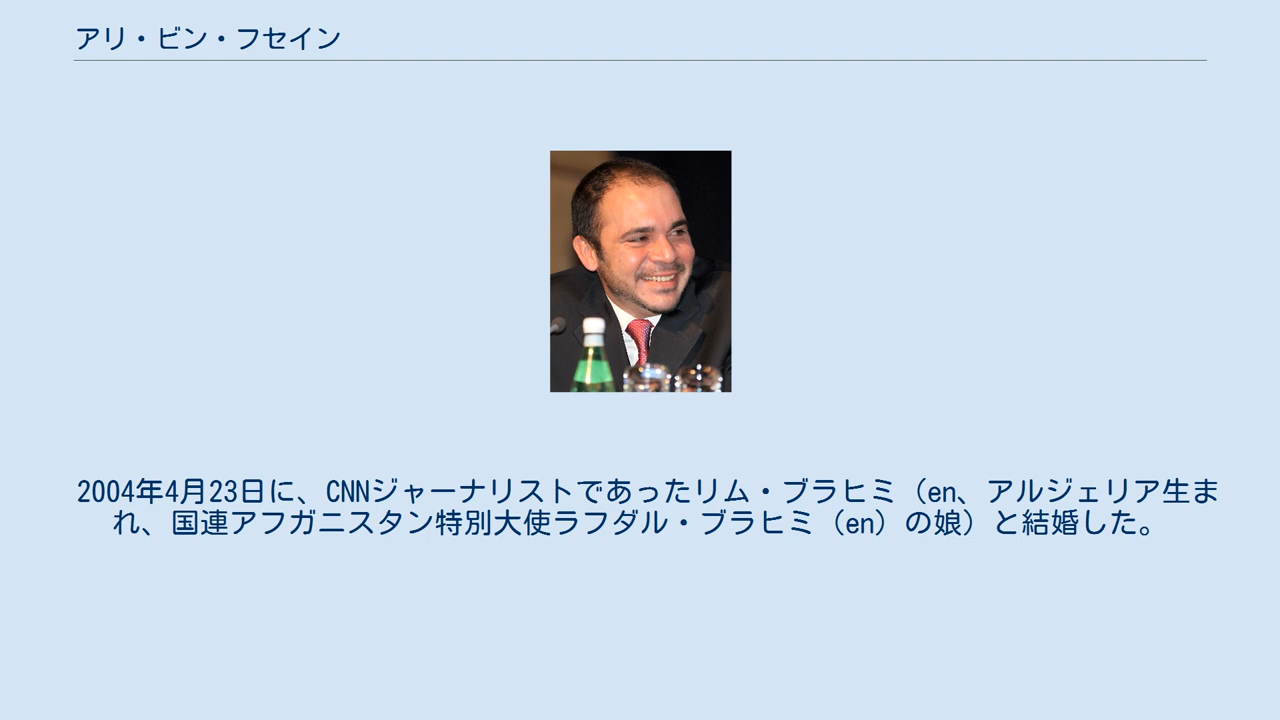 アリ・ビン・フセイン
2004年4月23日に、CNNジャーナリストであったリム・ブラヒミ（en、アルジェリア生ま
れ、国連アフガニスタン特別大使ラフダル・ブラヒミ（en）の娘）と結婚した。